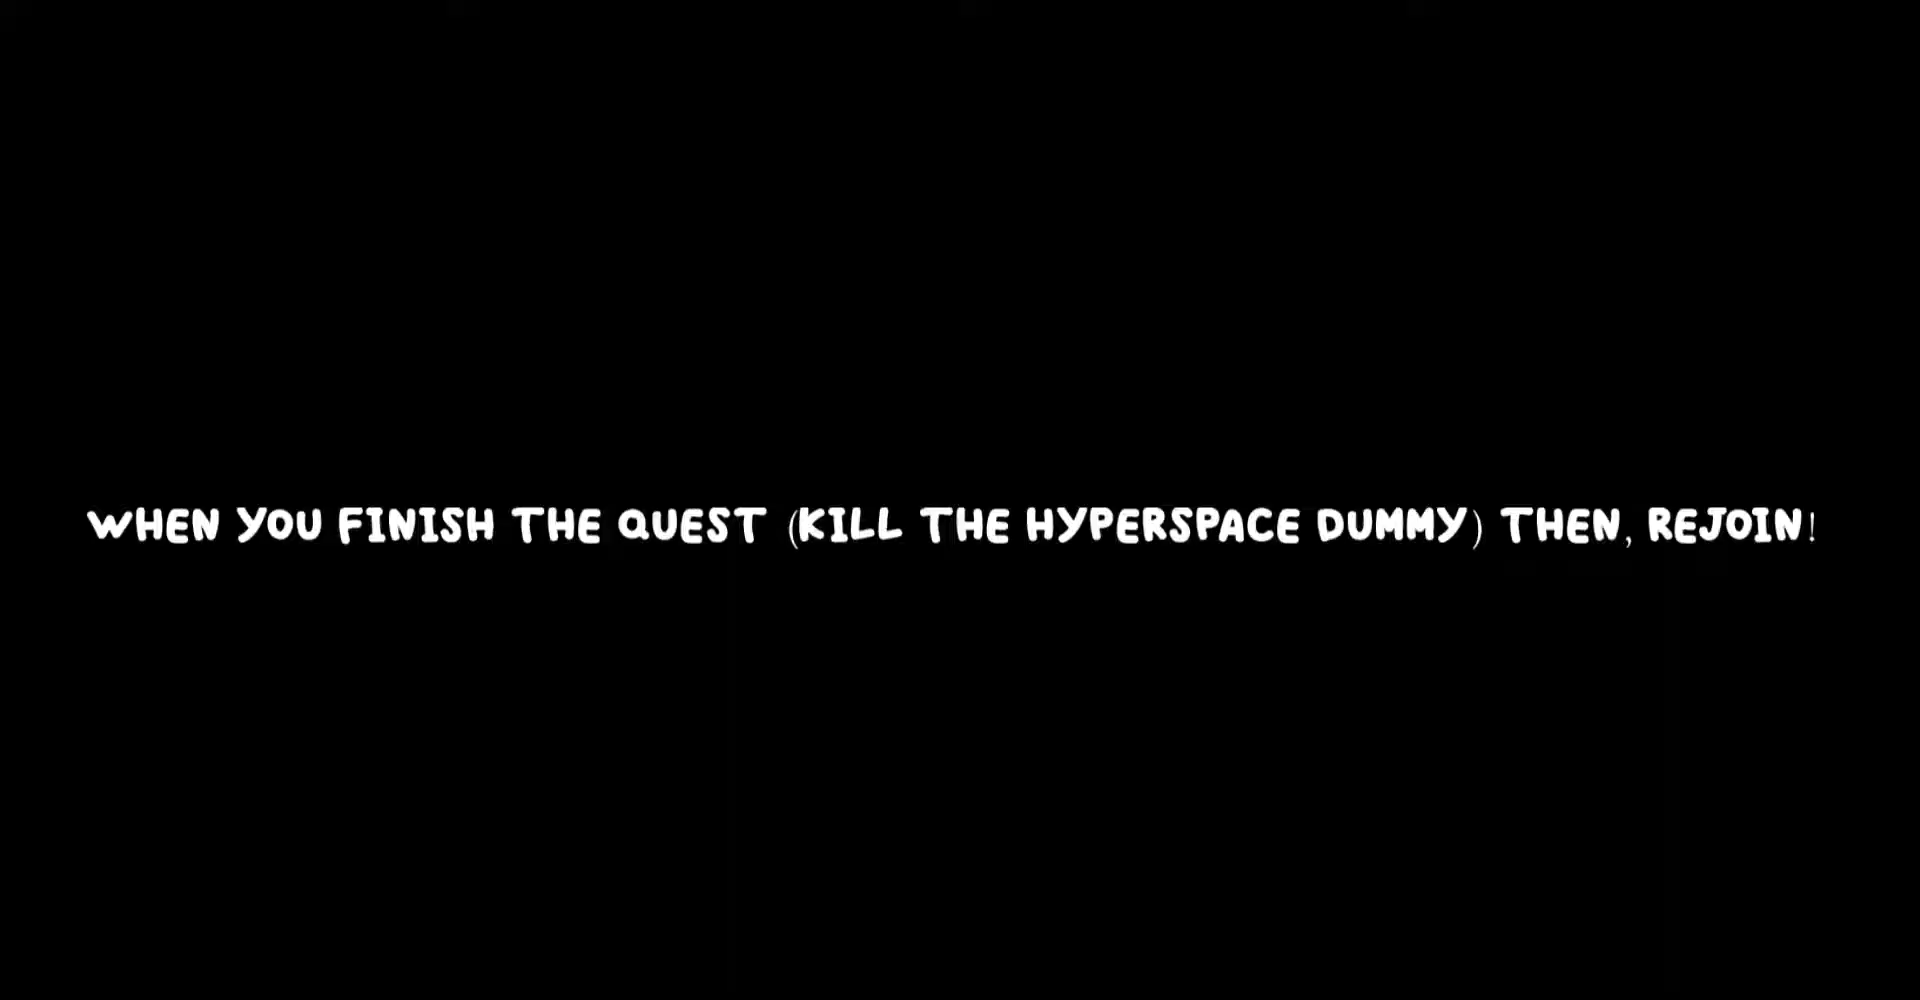 WHEN YOU FINISH THE QUEST (KILL THE HYPERSPACE DUMMY) THEN, REJOIN!